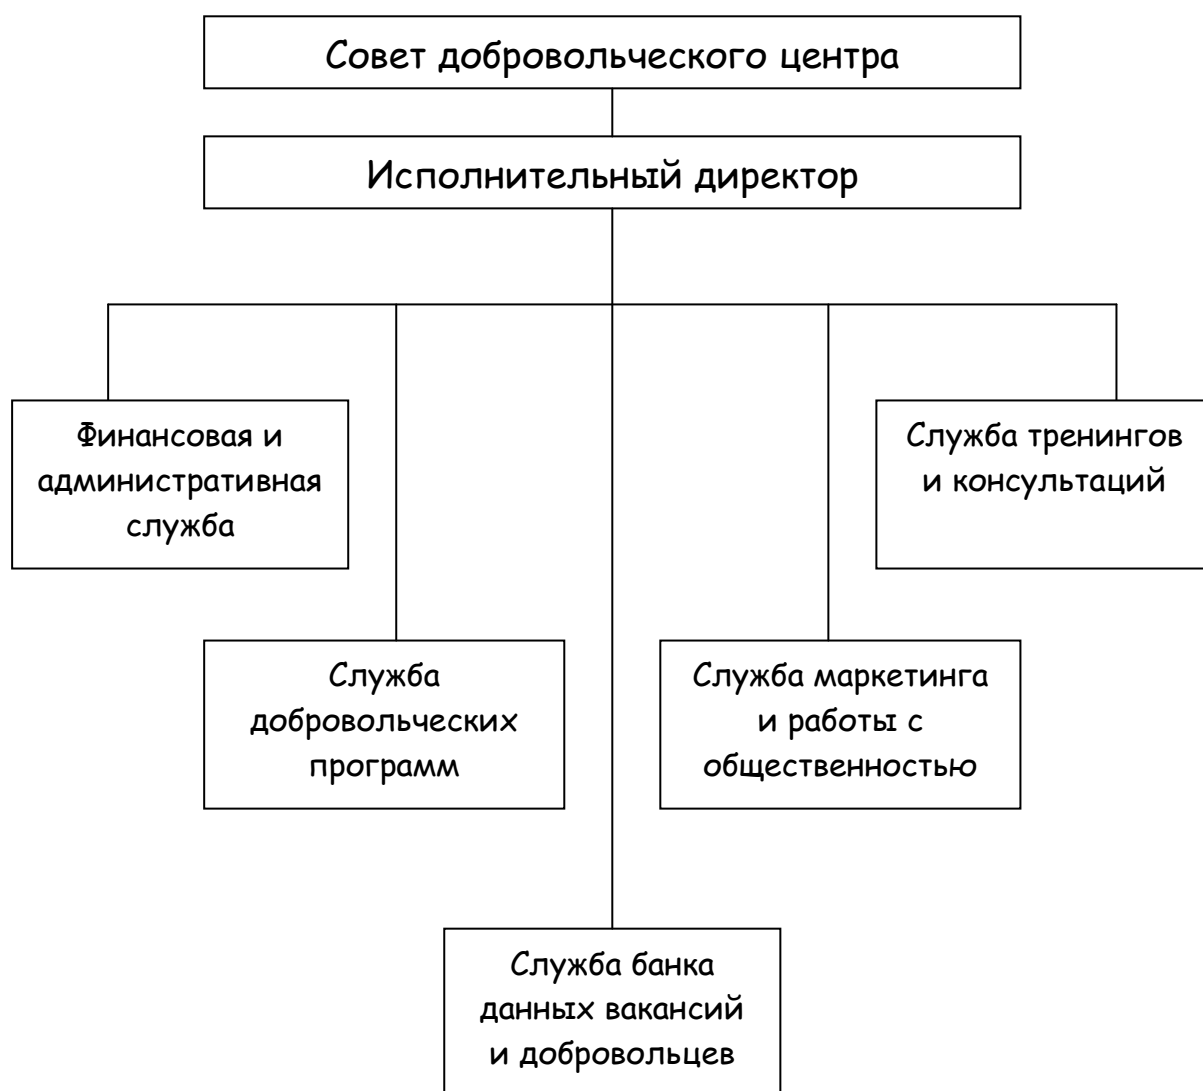 Совет добровольческого центра
Исполнительный директор
Финансовая и
административная
служба
Служба тренингов
и консультаций
Служба
добровольческих
программ
Служба маркетинга
и работы с
общественностью
Служба банка
данных вакансий
и добровольцев